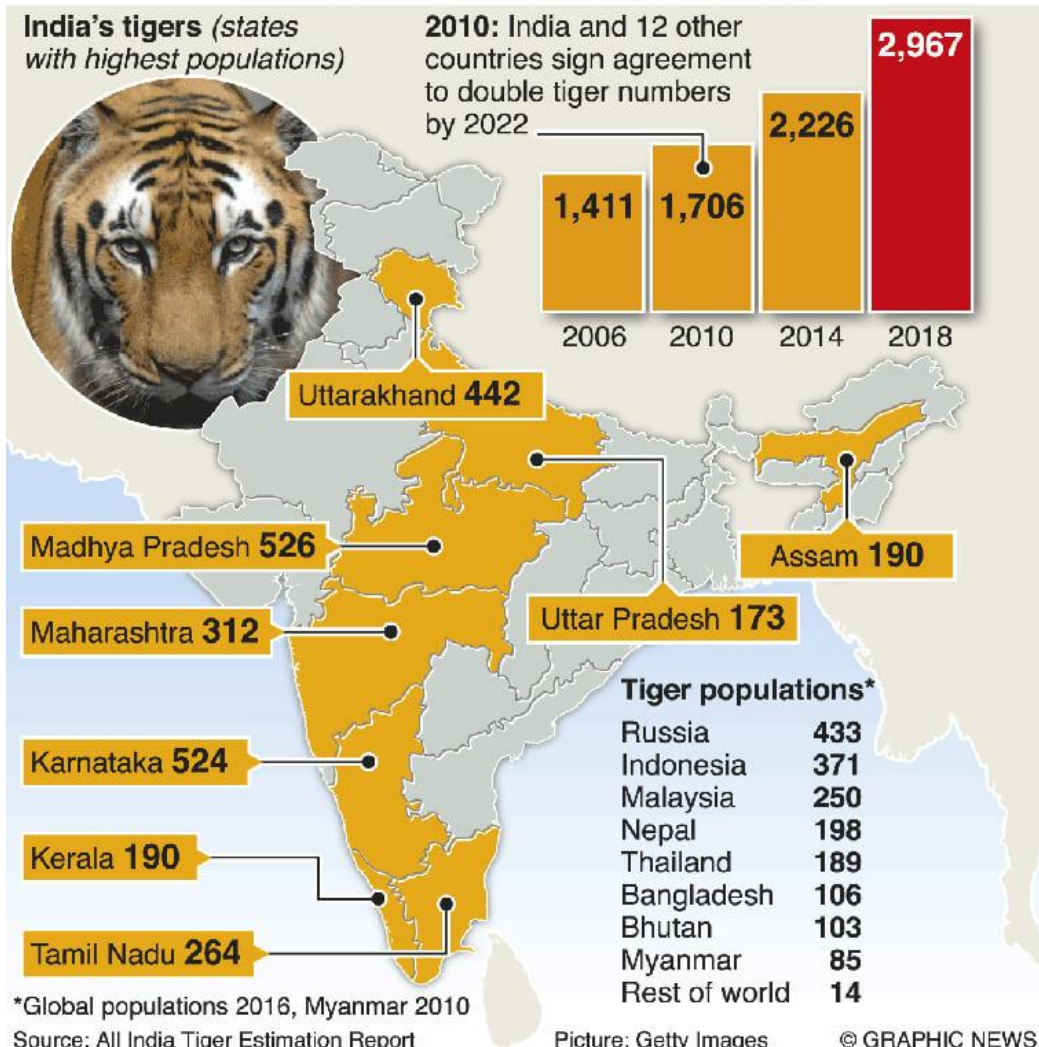 India's tigers (states
with highest populations)
2010: India and 12 other
countries sign agreement
to double tiger numbers
by 2022
1,411
1,706
2,226
2,967
2006
2010
2014
2018
Uttarakhand 442
Madhya Pradesh 526
Assam 190
Maharashtra 312
Uttar Pradesh 173
Karnataka 524
Kerala 190
Tamil Nadu 264
Tiger populations*
Russia 433
Indonesia 371
Malaysia 250
Nepal 198
Thailand 189
Bangladesh 106
Bhutan 103
Myanmar 85
Rest of world 14
*Global populations 2016, Myanmar 2010
Source: All India Tiger Estimation Report
Picture: Getty Images
© GRAPHIC NEWS